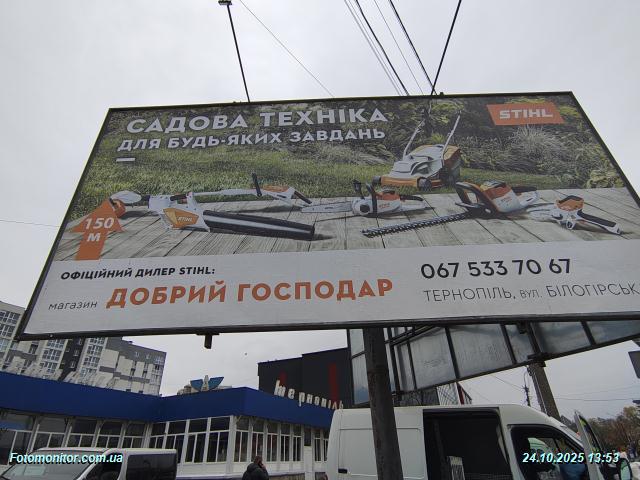 САДОВА ТЕХНІКА
ДЛЯ БУДЬ-ЯКИХ ЗАВДАНЬ
STIHL
150
М
ОФІЦІЙНИЙ ДИЛЕР STIHL:
магазин ДОБРИЙ ГОСПОДАР
067 533 70 67
ТЕРНОПІЛЬ, ВУЛ. БІЛОГІРСЬК
Тернопіль
Fotomonitor.com.ua
24.10.2025 13:53